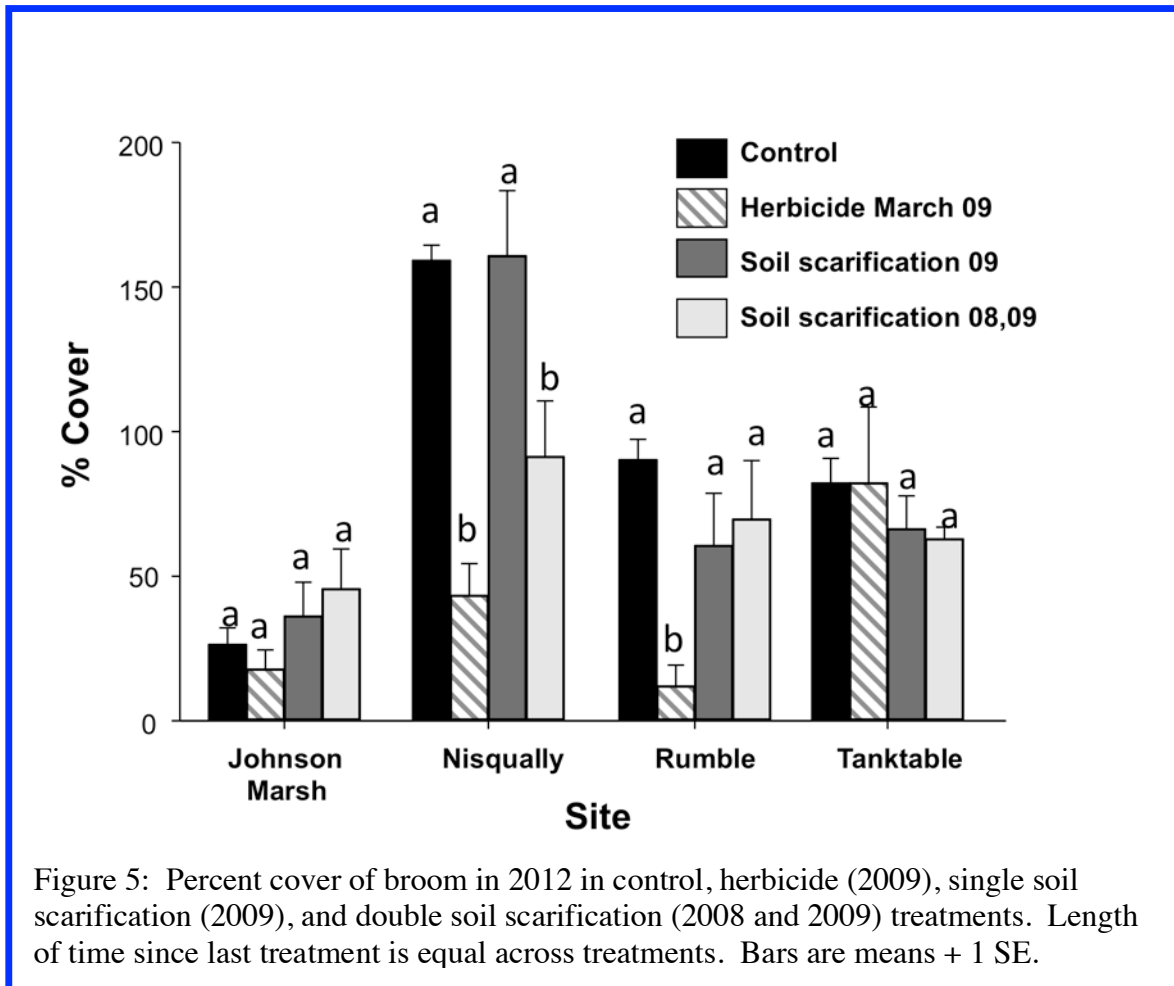 200
150
100
50
0
% Cover
Control
Herbicide March 09
Soil scarification 09
Soil scarification 08,09
a a a a
a b a b
a b a a
a a a a
Johnson
Marsh
Nisqually
Rumble
Tanktable
Site
Figure 5: Percent cover of broom in 2012 in control, herbicide (2009), single soil
scarification (2009), and double soil scarification (2008 and 2009) treatments. Length
of time since last treatment is equal across treatments. Bars are means + 1 SE.